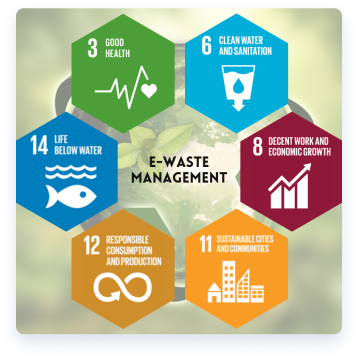 3 GOOD
HEALTH
6 CLEAN WATER
AND SANITATION
14 LIFE
BELOW WATER
E-WASTE
MANAGEMENT
8 DECENT WORK AND
ECONOMIC GROWTH
12 RESPONSIBLE
CONSUMPTION
AND PRODUCTION
11 SUSTAINABLE CITIES
AND COMMUNITIES